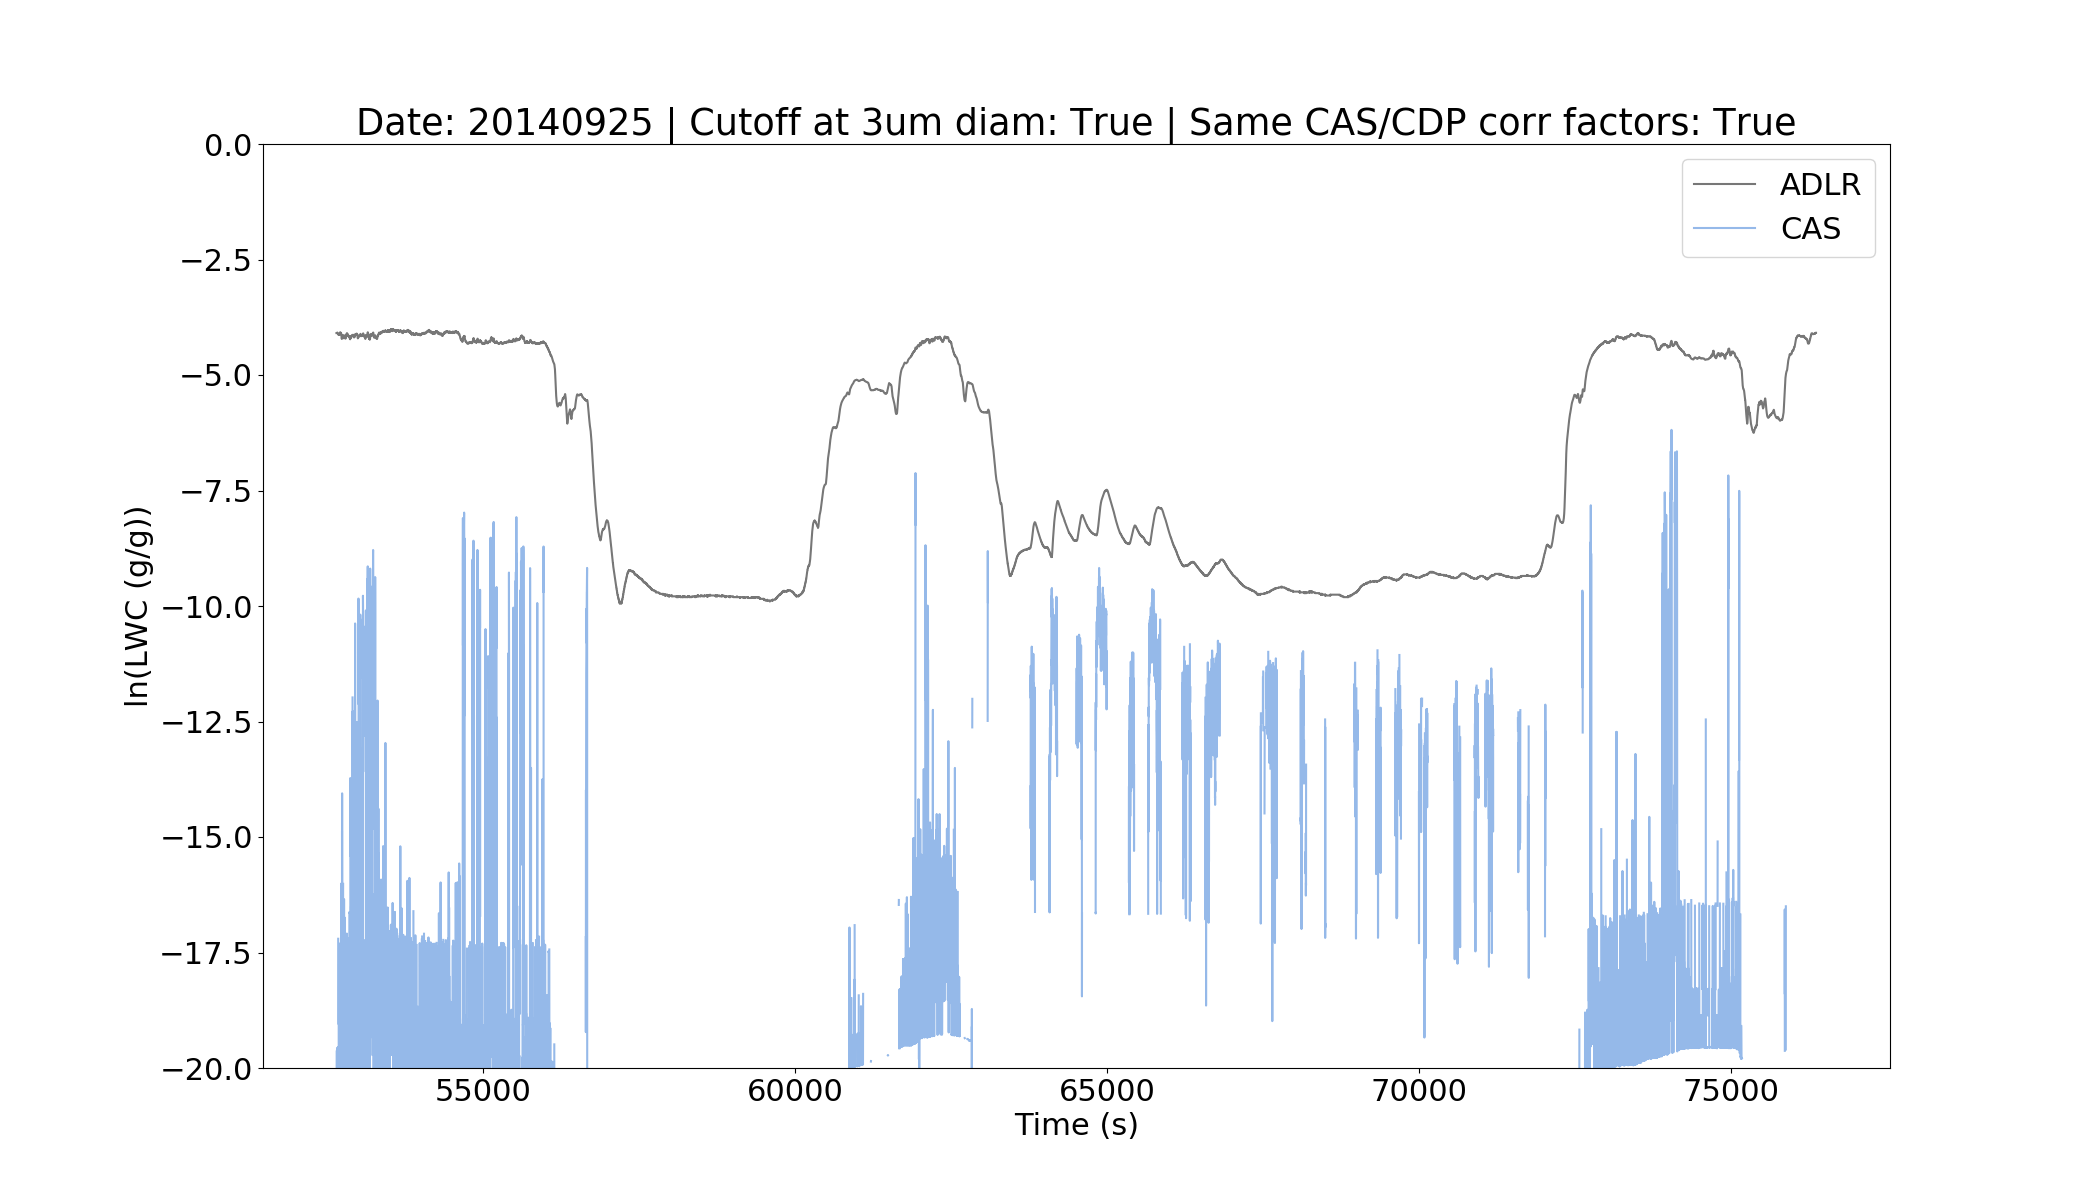 Date: 20140925 | Cutoff at 3um diam: True | Same CAS/CDP corr factors: True
0.0
−2.5
−5.0
−7.5
−10.0
−12.5
−15.0
−17.5
−20.0
ln(LWC (g/g))
ADLR
CAS
55000 60000 65000 70000 75000
Time (s)